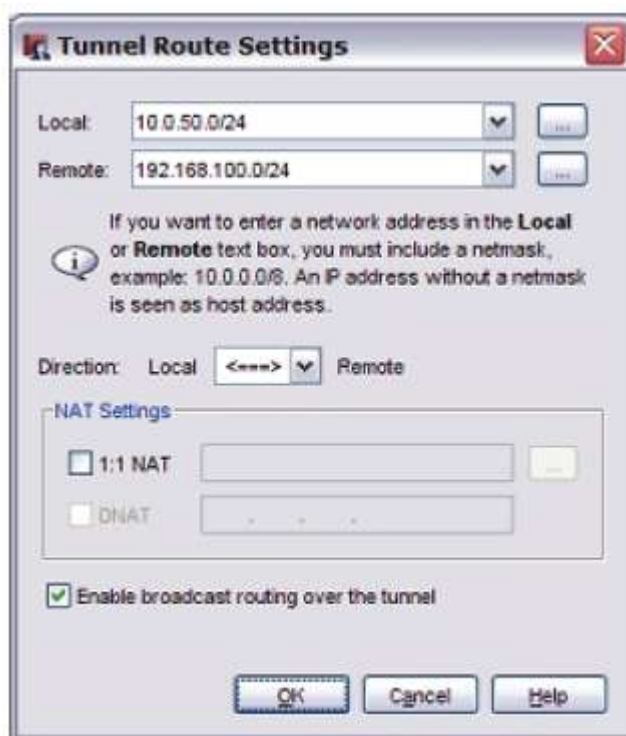 Tunnel Route Settings
Local: 10.0.50.0/24 ...
Remote: 192.168.100.0/24 ...
If you want to enter a network address in the Local
or Remote text box, you must include a netmask,
example: 10.0.0.0/8. An IP address without a netmask
is seen as host address.
Direction: Local <===> Remote
NAT Settings
1:1 NAT ...
DNAT . . .
Enable broadcast routing over the tunnel
OK Cancel Help